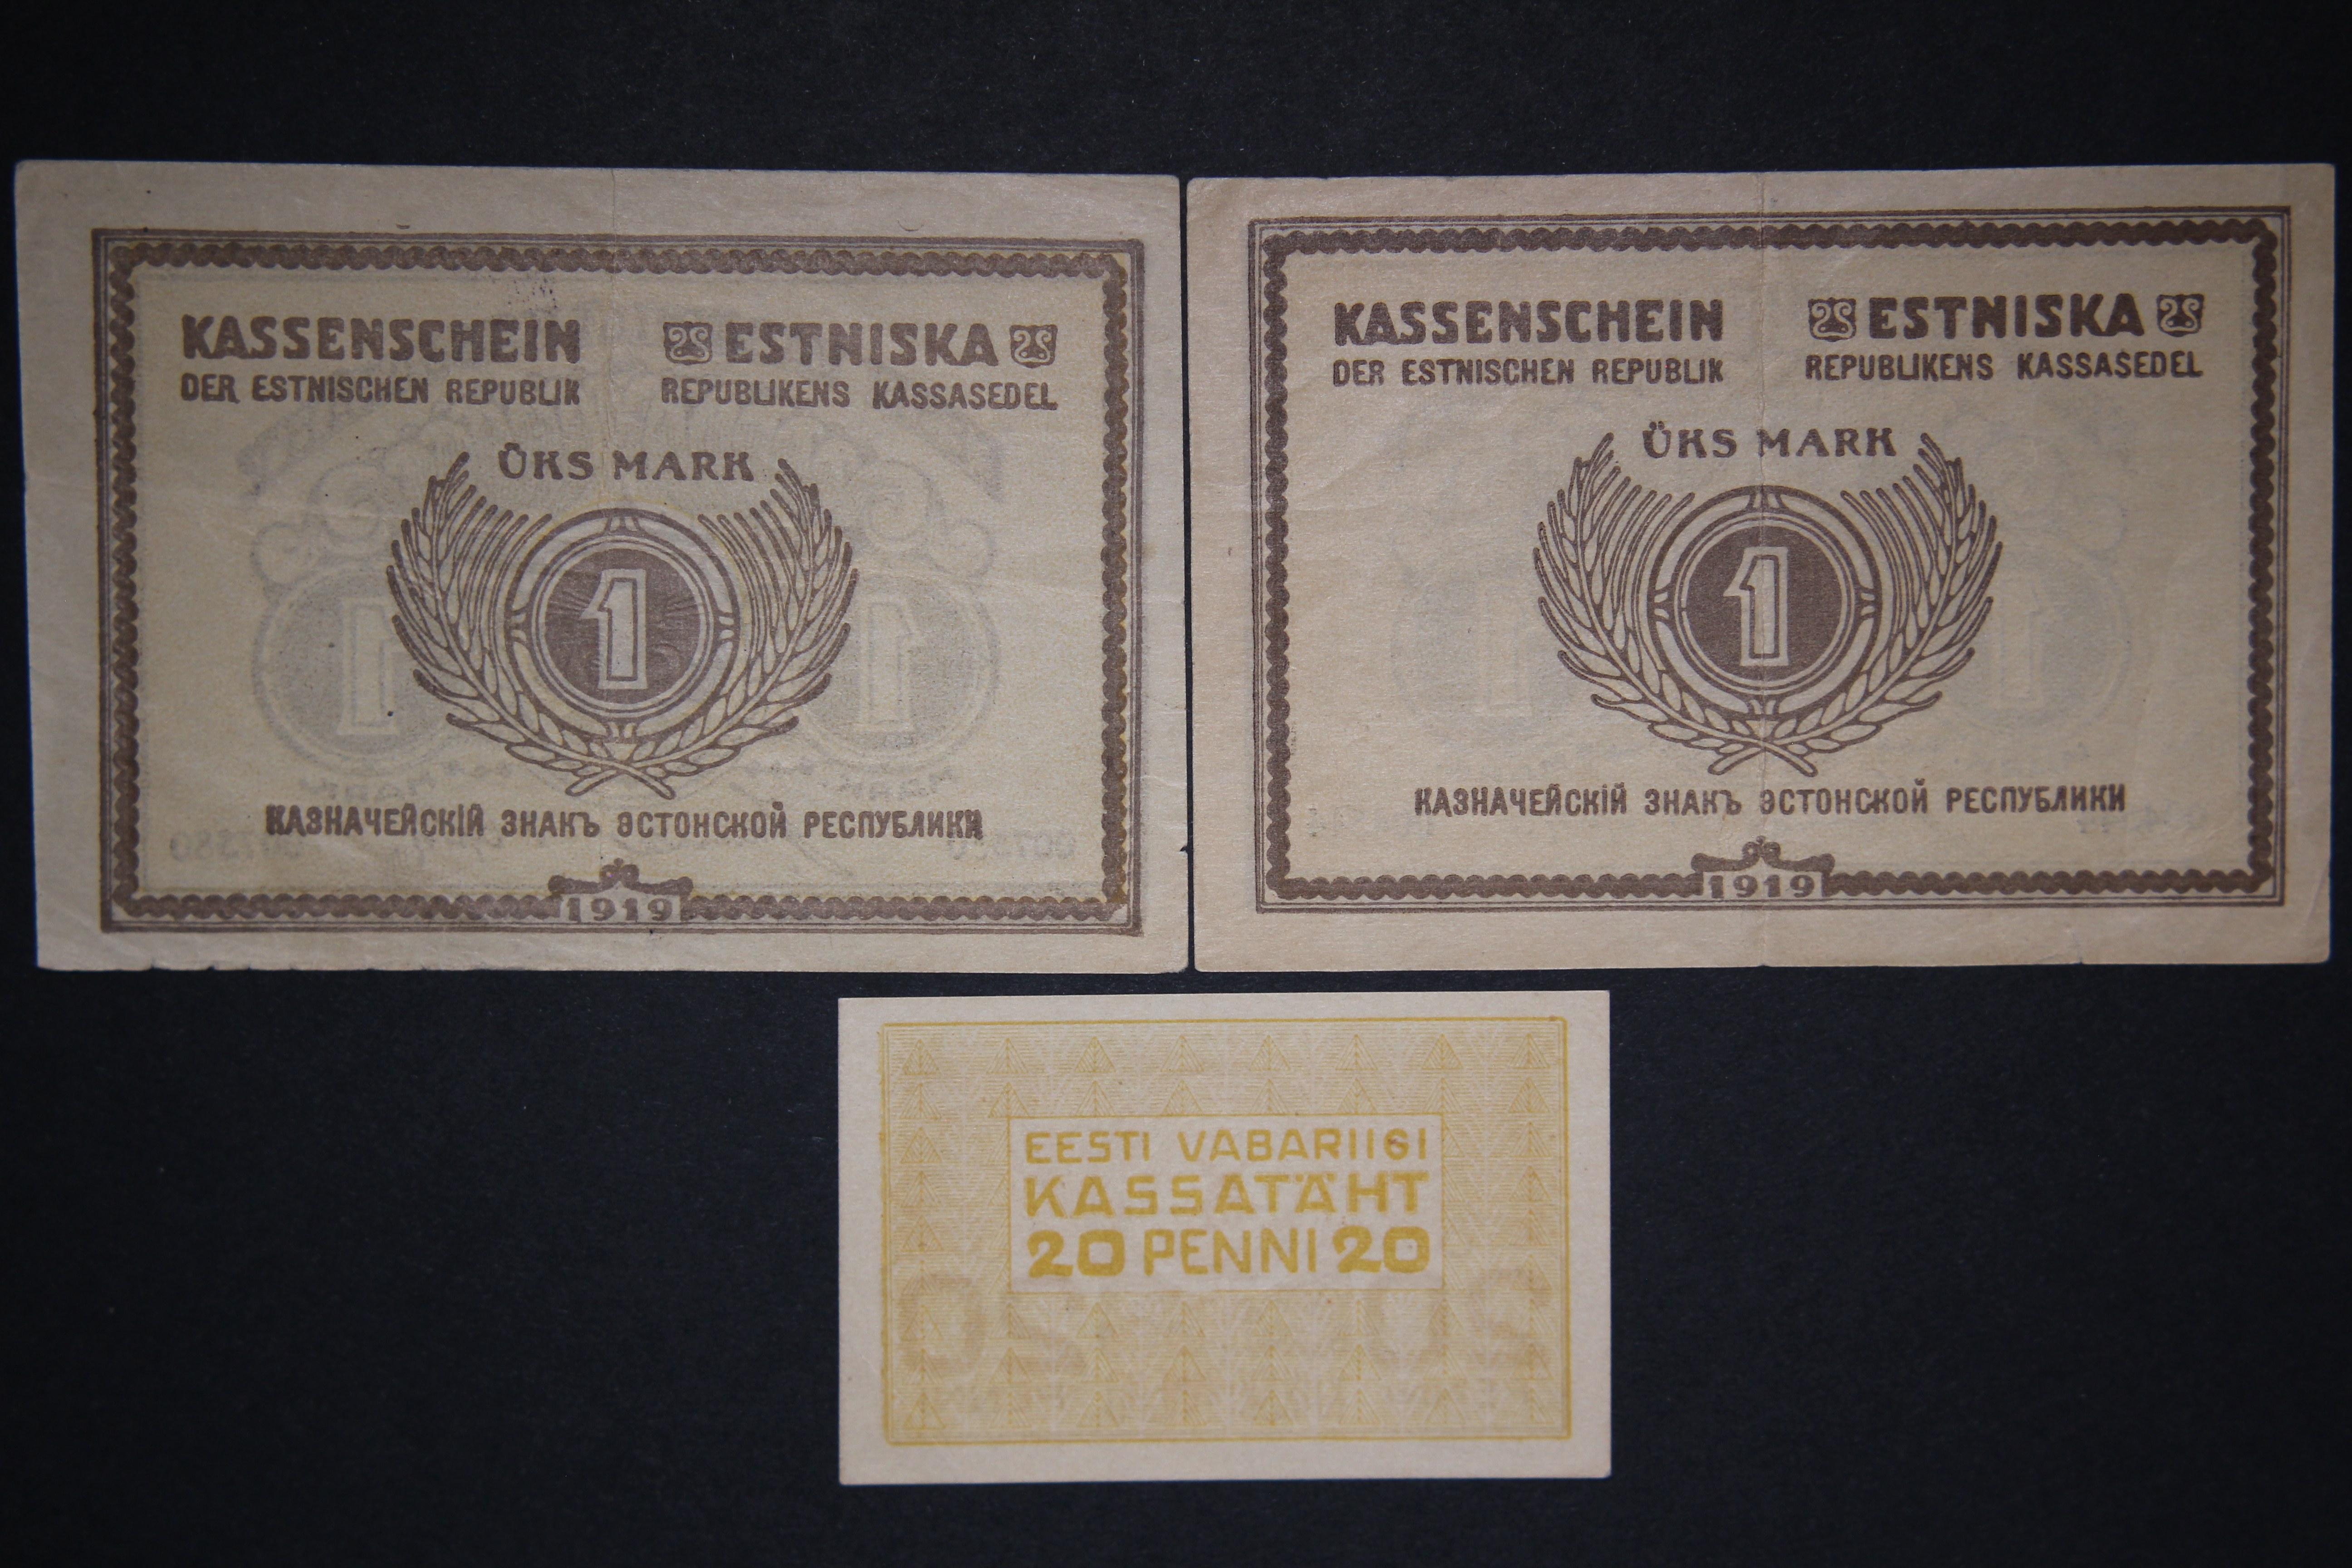 KASSENSCHEIN
DER ESTNISCHEN REPUBLIK
ESTNISKA
REPUBLIKENS KASSASEDEL
ÜKS MARK
1
КАЗНАЧЕЙСКІЙ ЗНАКЪ ЭСТОНСКОЙ РЕСПУБЛИКИ
1919
KASSENSCHEIN
DER ESTNISCHEN REPUBLIK
ESTNISKA
REPUBLIKENS KASSASEDEL
ÜKS MARK
1
КАЗНАЧЕЙСКІЙ ЗНАКЪ ЭСТОНСКОЙ РЕСПУБЛИКИ
1919
EESTI VABARIIGI
KASSATÄHT
20 PENNI 20